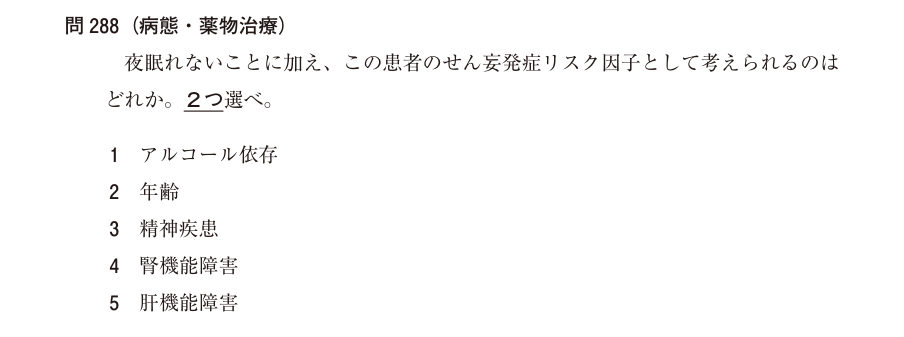 問 288（病態・薬物治療）
夜眠れないことに加え、この患者のせん妄発症リスク因子として考えられるのは
どれか。２つ選べ。
1 アルコール依存
2 年齢
3 精神疾患
4 腎機能障害
5 肝機能障害